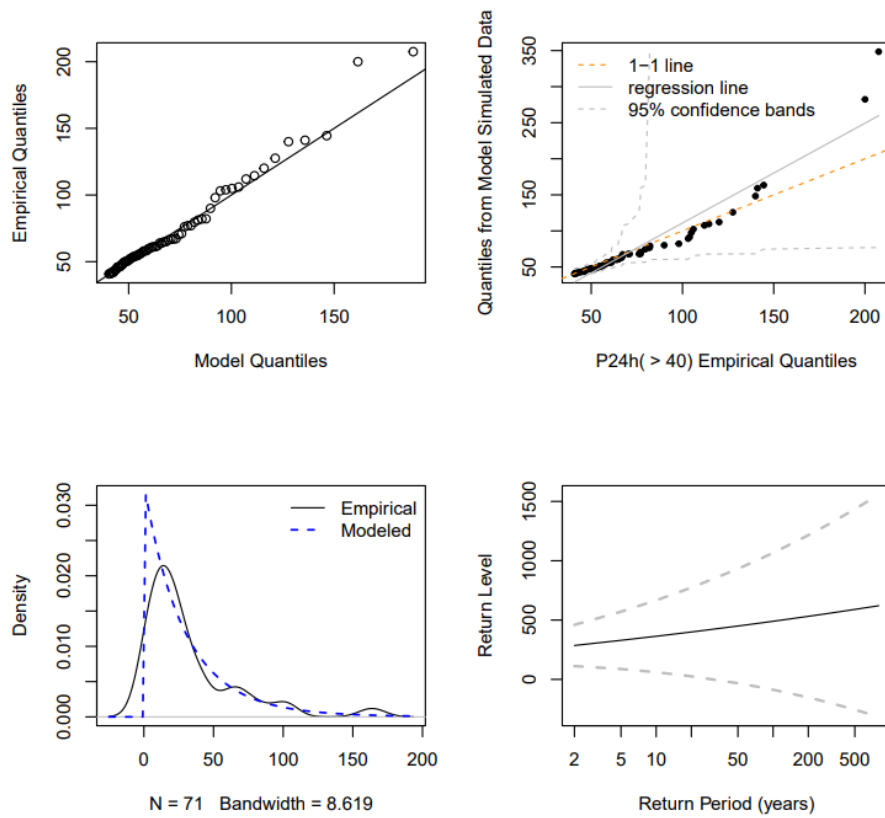 Empirical Quantiles
50 100 150 200
50 100 150
Model Quantiles
Quantiles from Model Simulated Data
50 150 250 350
1−1 line
regression line
95% confidence bands
50 100 150 200
P24h( > 40) Empirical Quantiles
Density
0.000 0.010 0.020 0.030
Empirical
Modeled
0 50 100 150 200
N = 71 Bandwidth = 8.619
Return Level
0 500 1000 1500
2 5 10 50 200 500
Return Period (years)